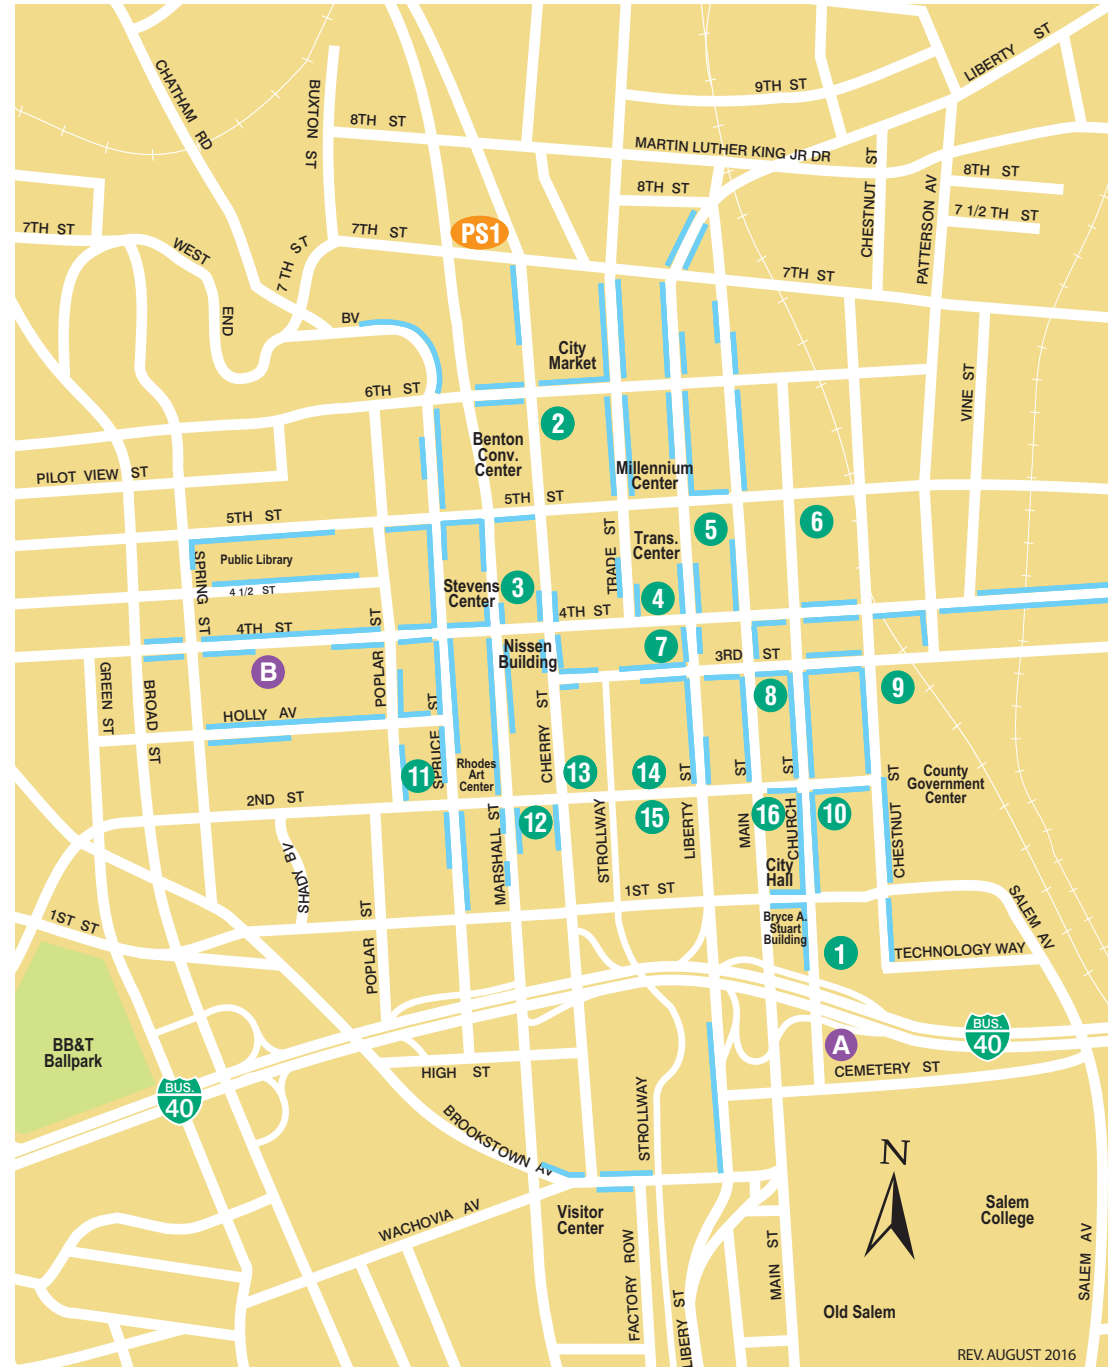 LIBERTY ST
CHATHAM RD
BUXTON ST
9TH ST
8TH ST
MARTIN LUTHER KING JR DR
CHESTNUT ST
8TH ST
PATTERSON AV
8TH ST
7 1/2 TH ST
7TH ST
WEST
END
BV
7 TH ST
7TH ST
PS1
7TH ST
City
Market
6TH ST
2
VINE ST
Benton
Conv.
Center
Millennium
Center
PILOT VIEW ST
5TH ST
5TH ST
5
6
TRADE ST
Trans.
Center
Public Library
SPRING ST
4 1/2 ST
Stevens
Center
3
4
4TH ST
4TH ST
POPLAR ST
Nissen
Building
7
3RD ST
B
8
9
GREEN ST
BROAD ST
HOLLY AV
SPRUCE ST
CHERRY ST
11
Rhodes
Art
Center
13
14
LIBERTY ST
MAIN ST
CHURCH ST
CHESTNUT ST
County
Government
Center
2ND ST
MARSHALL ST
12
STROLLWAY
15
16
10
SHADY BV
City
Hall
1ST ST
1ST ST
POPLAR ST
Bryce A.
Stuart
Building
SALEM AV
1
TECHNOLOGY WAY
BB&T
Ballpark
A
BUS.
40
BUS.
40
HIGH ST
CEMETERY ST
BROOKSTOWN AV
STROLLWAY
N
WACHOVIA AV
Visitor
Center
Salem
College
FACTORY ROW
LIBERY ST
MAIN ST
SALEM AV
Old Salem
REV. AUGUST 2016